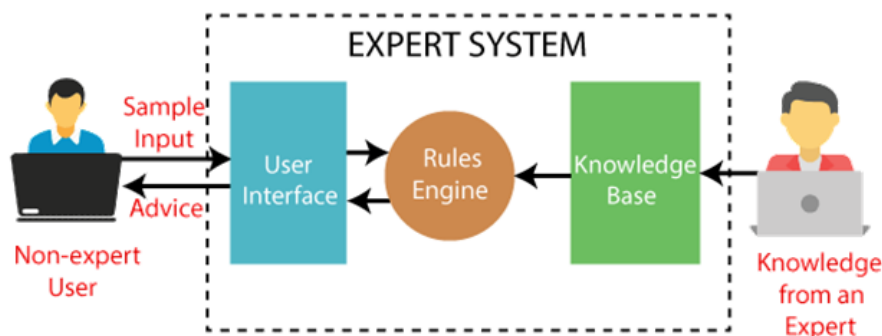 EXPERT SYSTEM
Sample
Input
Advice
Non-expert
User
User
Interface
Rules
Engine
Knowledge
Base
Knowledge
from an
Expert